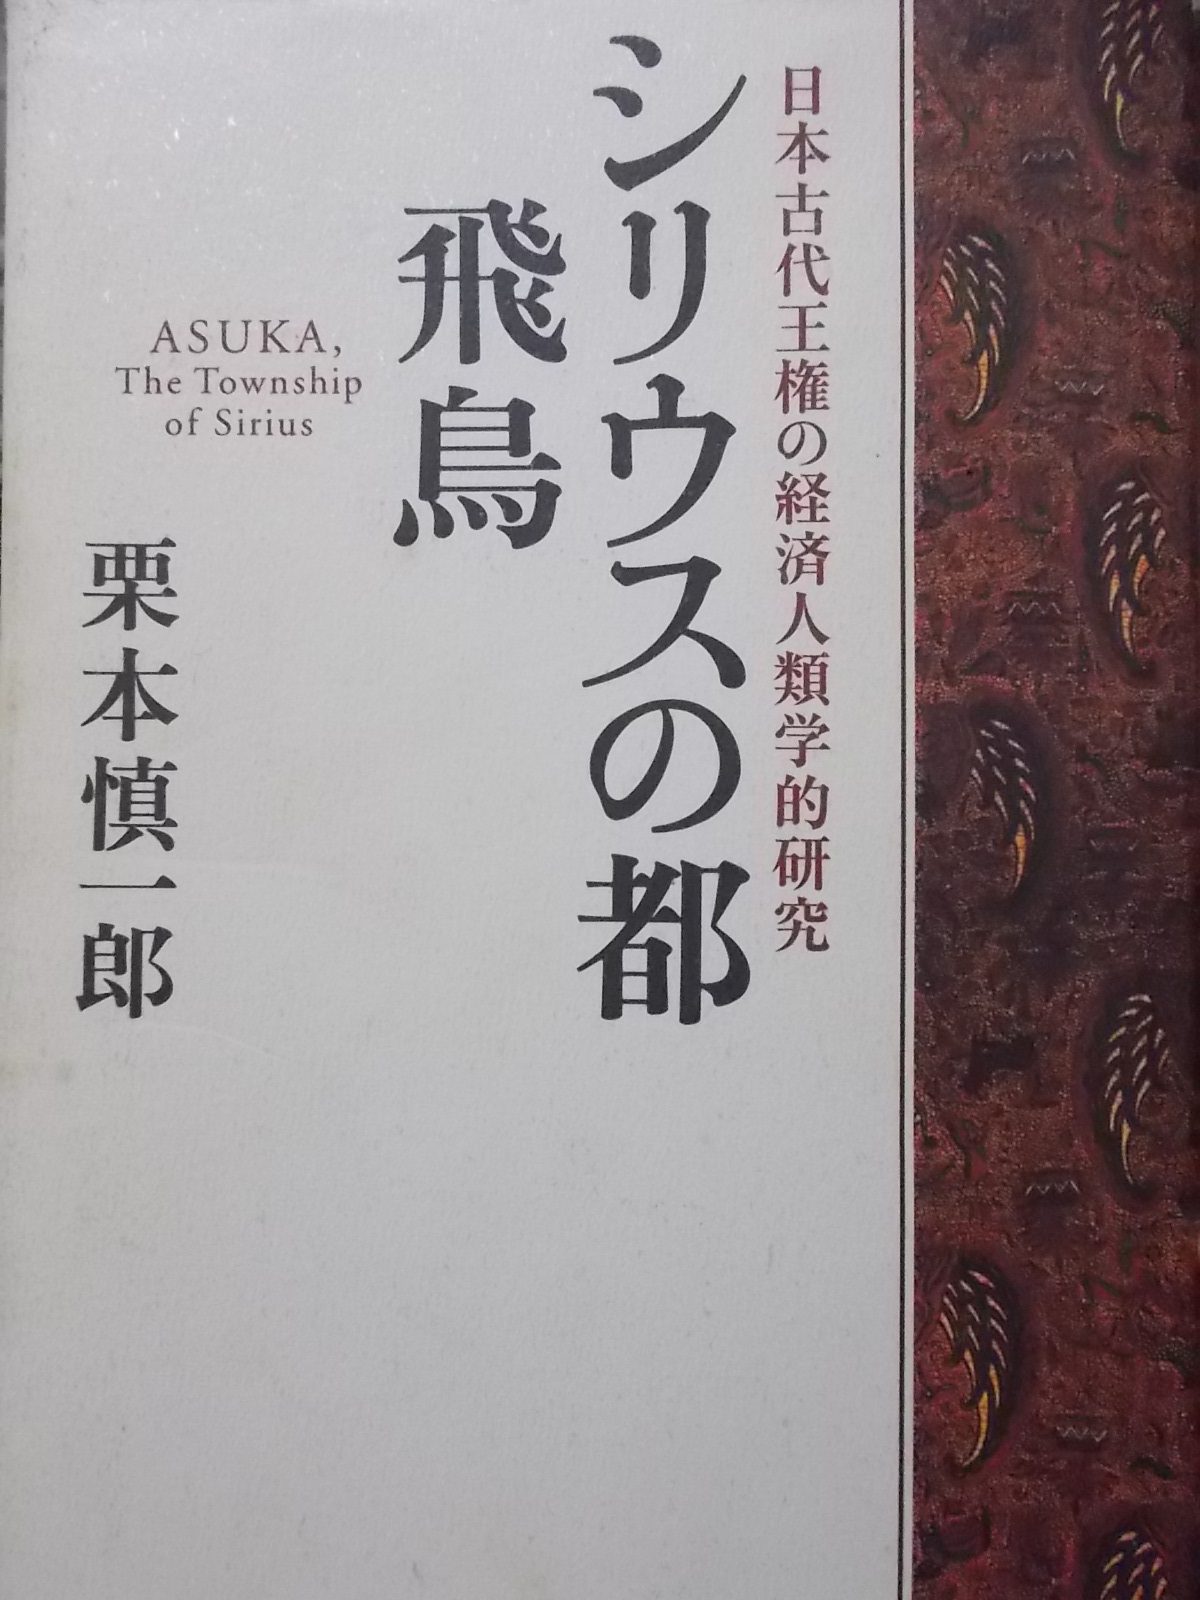 日本古代王権の経済人類学的研究
シリウスの都
飛鳥
ASUKA,
The Township
of Sirius
栗本慎一郎